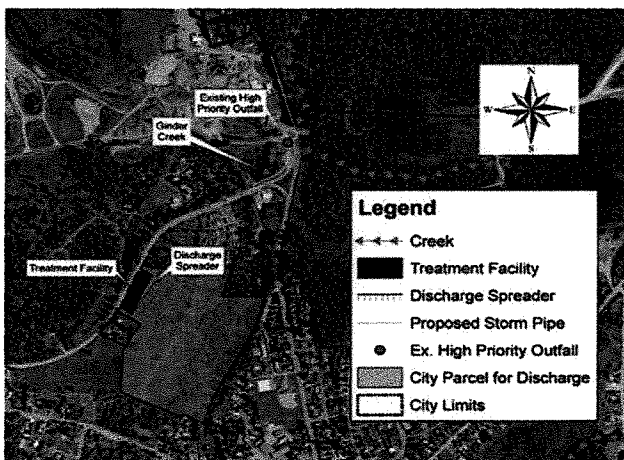 Existing High
Priority Outfall
Ginder
Creek
Treatment Facility
Discharge
Spreader
N
W
E
S
Legend
Creek
Treatment Facility
Discharge Spreader
Proposed Storm Pipe
Ex. High Priority Outfall
City Parcel for Discharge
City Limits